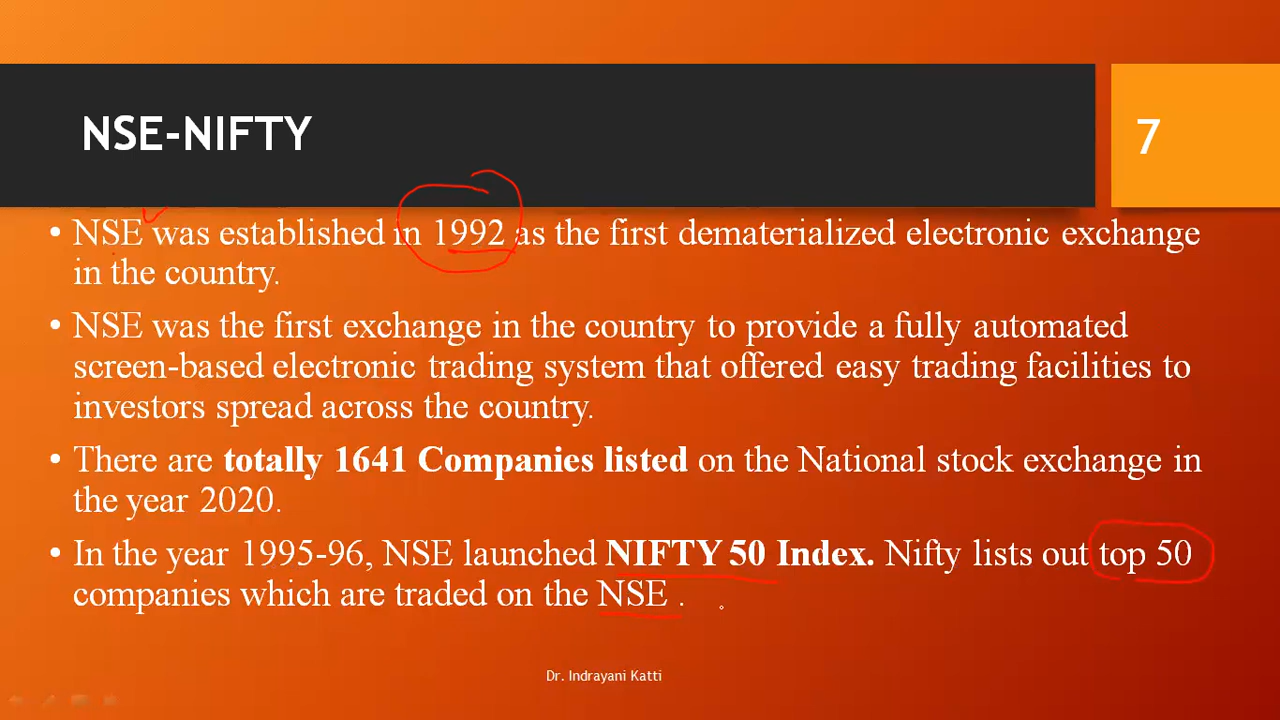 NSE-NIFTY
7
• NSE was established in 1992 as the first dematerialized electronic exchange
in the country.
• NSE was the first exchange in the country to provide a fully automated
screen-based electronic trading system that offered easy trading facilities to
investors spread across the country.
• There are totally 1641 Companies listed on the National stock exchange in
the year 2020.
• In the year 1995-96, NSE launched NIFTY 50 Index. Nifty lists out top 50
companies which are traded on the NSE .
Dr. Indrayani Katti